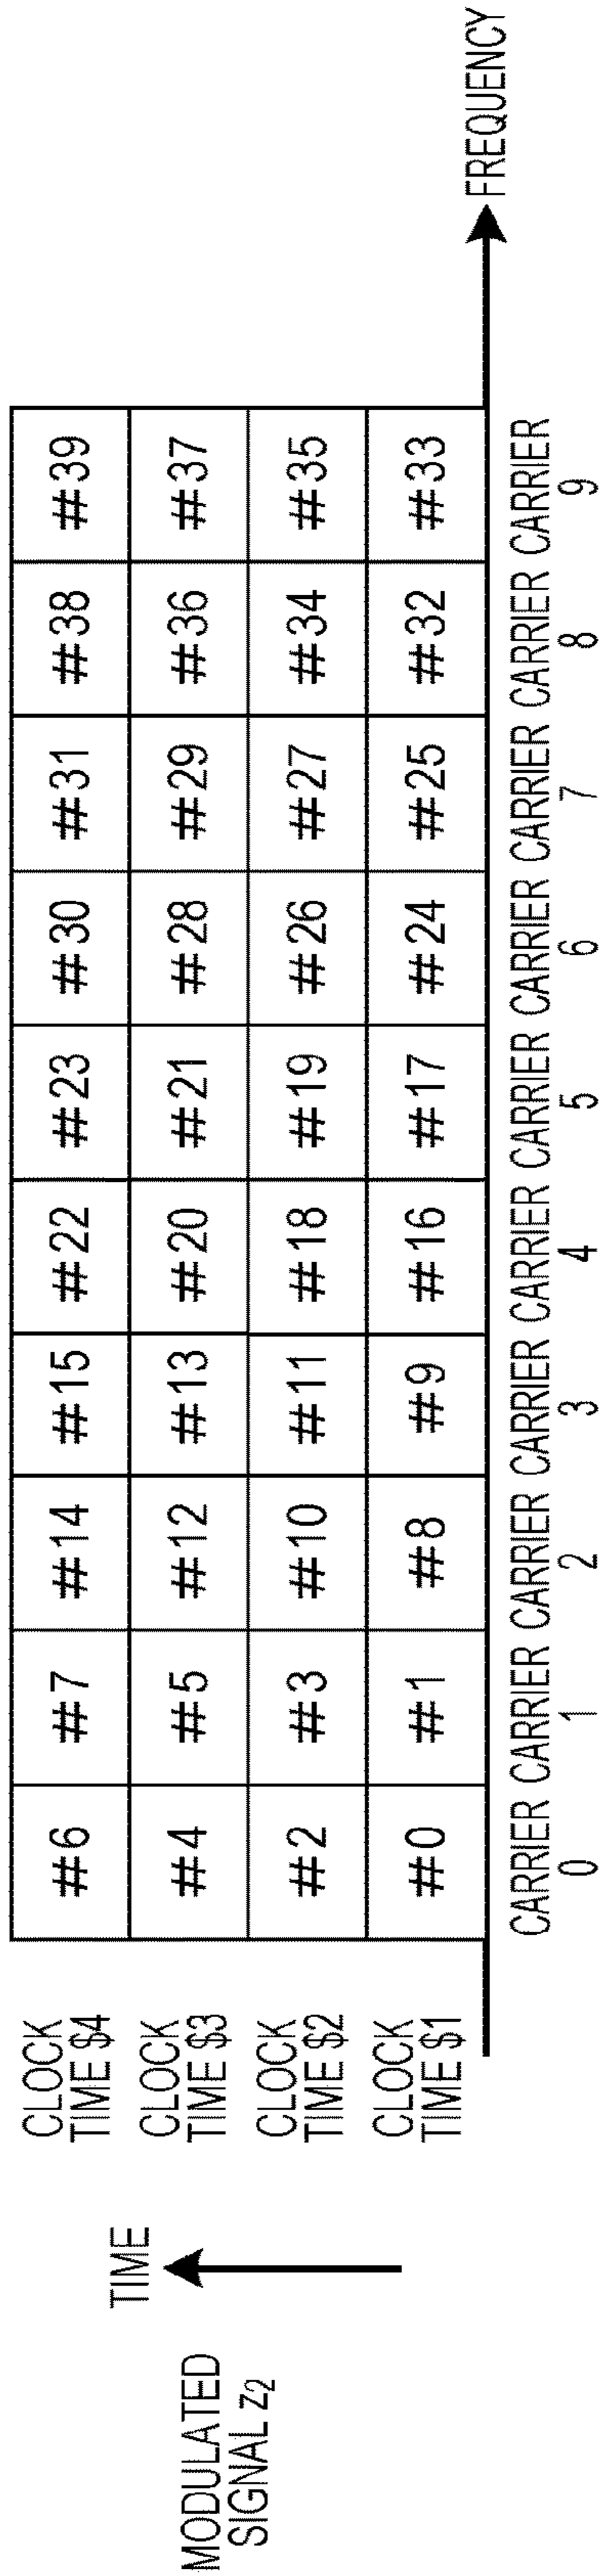 MODULATED
SIGNAL z2
TIME
CLOCK
TIME $4
#6 #7 #14 #15 #22 #23 #30 #31 #38 #39
CLOCK
TIME $3
#4 #5 #12 #13 #20 #21 #28 #29 #36 #37
CLOCK
TIME $2
#2 #3 #10 #11 #18 #19 #26 #27 #34 #35
CLOCK
TIME $1
#0 #1 #8 #9 #16 #17 #24 #25 #32 #33
FREQUENCY
CARRIER CARRIER CARRIER CARRIER CARRIER CARRIER CARRIER CARRIER CARRIER CARRIER
0 1 2 3 4 5 6 7 8 9